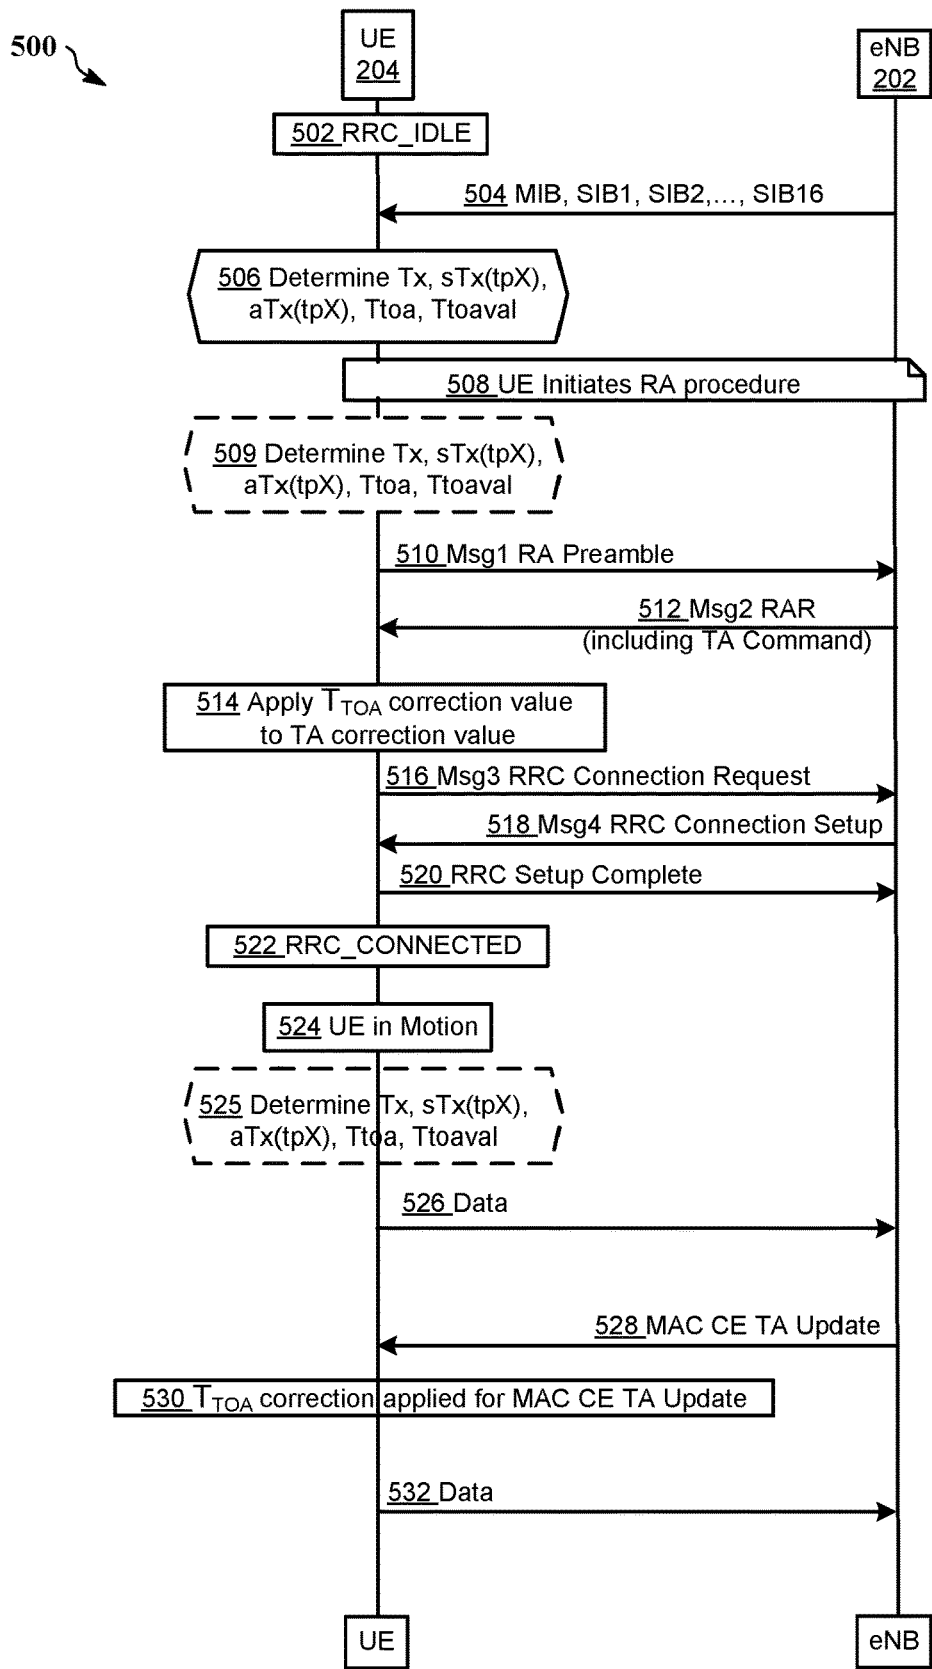 500
UE
204
eNB
202
502 RRC_IDLE
504 MIB, SIB1, SIB2,..., SIB16
506 Determine Tx, sTx(tpX),
aTx(tpX), Ttoa, Ttoaval
508 UE Initiates RA procedure
509 Determine Tx, sTx(tpX),
aTx(tpX), Ttoa, Ttoaval
510 Msg1 RA Preamble
512 Msg2 RAR
(including TA Command)
514 Apply TTOA correction value
to TA correction value
516 Msg3 RRC Connection Request
518 Msg4 RRC Connection Setup
520 RRC Setup Complete
522 RRC_CONNECTED
524 UE in Motion
525 Determine Tx, sTx(tpX),
aTx(tpX), Ttoa, Ttoaval
526 Data
528 MAC CE TA Update
530 TTOA correction applied for MAC CE TA Update
532 Data
UE
eNB